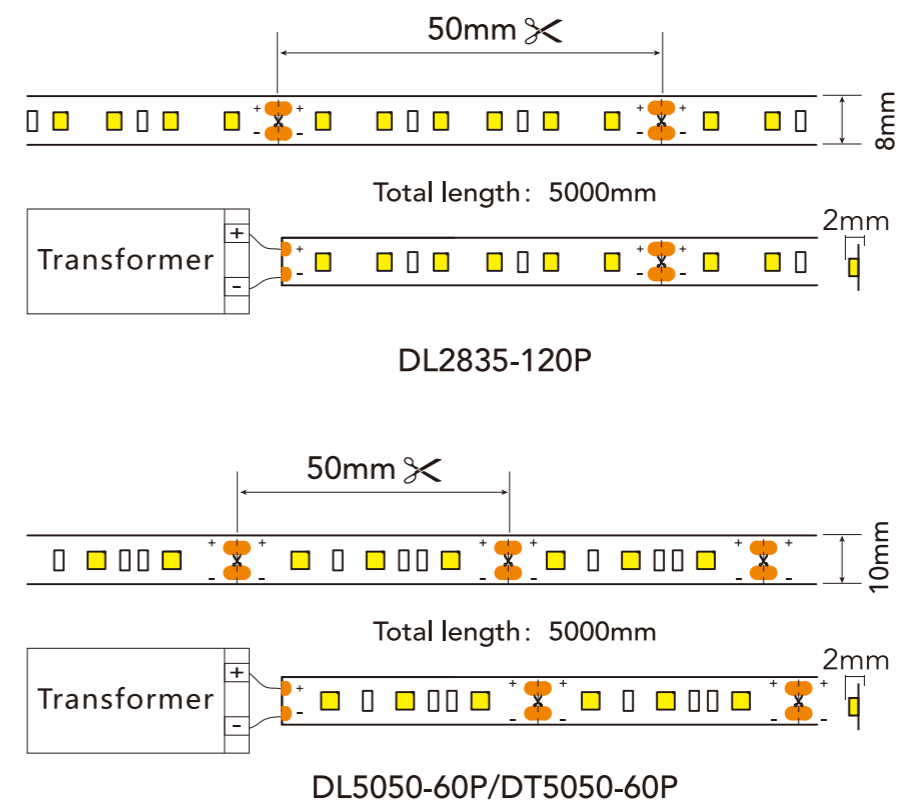 50mm
+ + + +
- - - -
8mm
Total length: 5000mm
2mm
Transformer
+
-
+ + +
- - -
DL2835-120P
50mm
+ + + + + +
- - - - - -
10mm
Total length: 5000mm
2mm
Transformer
+
-
+ + + + +
- - - - -
DL5050-60P/DT5050-60P